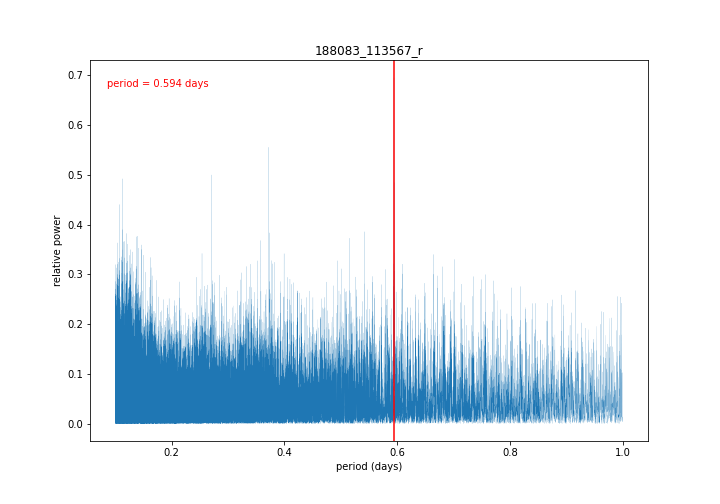 188083_113567_r
period = 0.594 days
relative power
0.7
0.6
0.5
0.4
0.3
0.2
0.1
0.0
0.2 0.4 0.6 0.8 1.0
period (days)